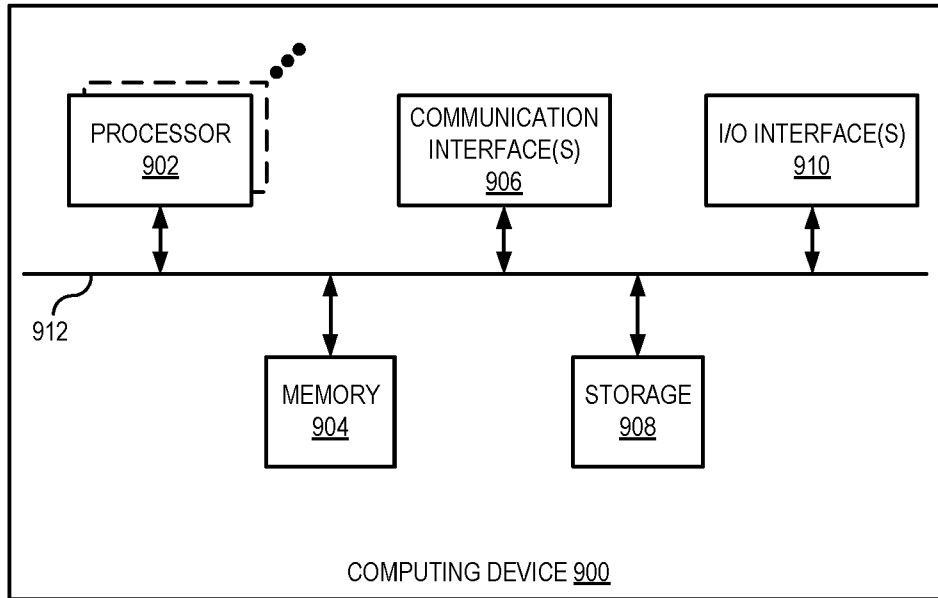 PROCESSOR
902
COMMUNICATION
INTERFACE(S)
906
I/O INTERFACE(S)
910
912
MEMORY
904
STORAGE
908
COMPUTING DEVICE 900